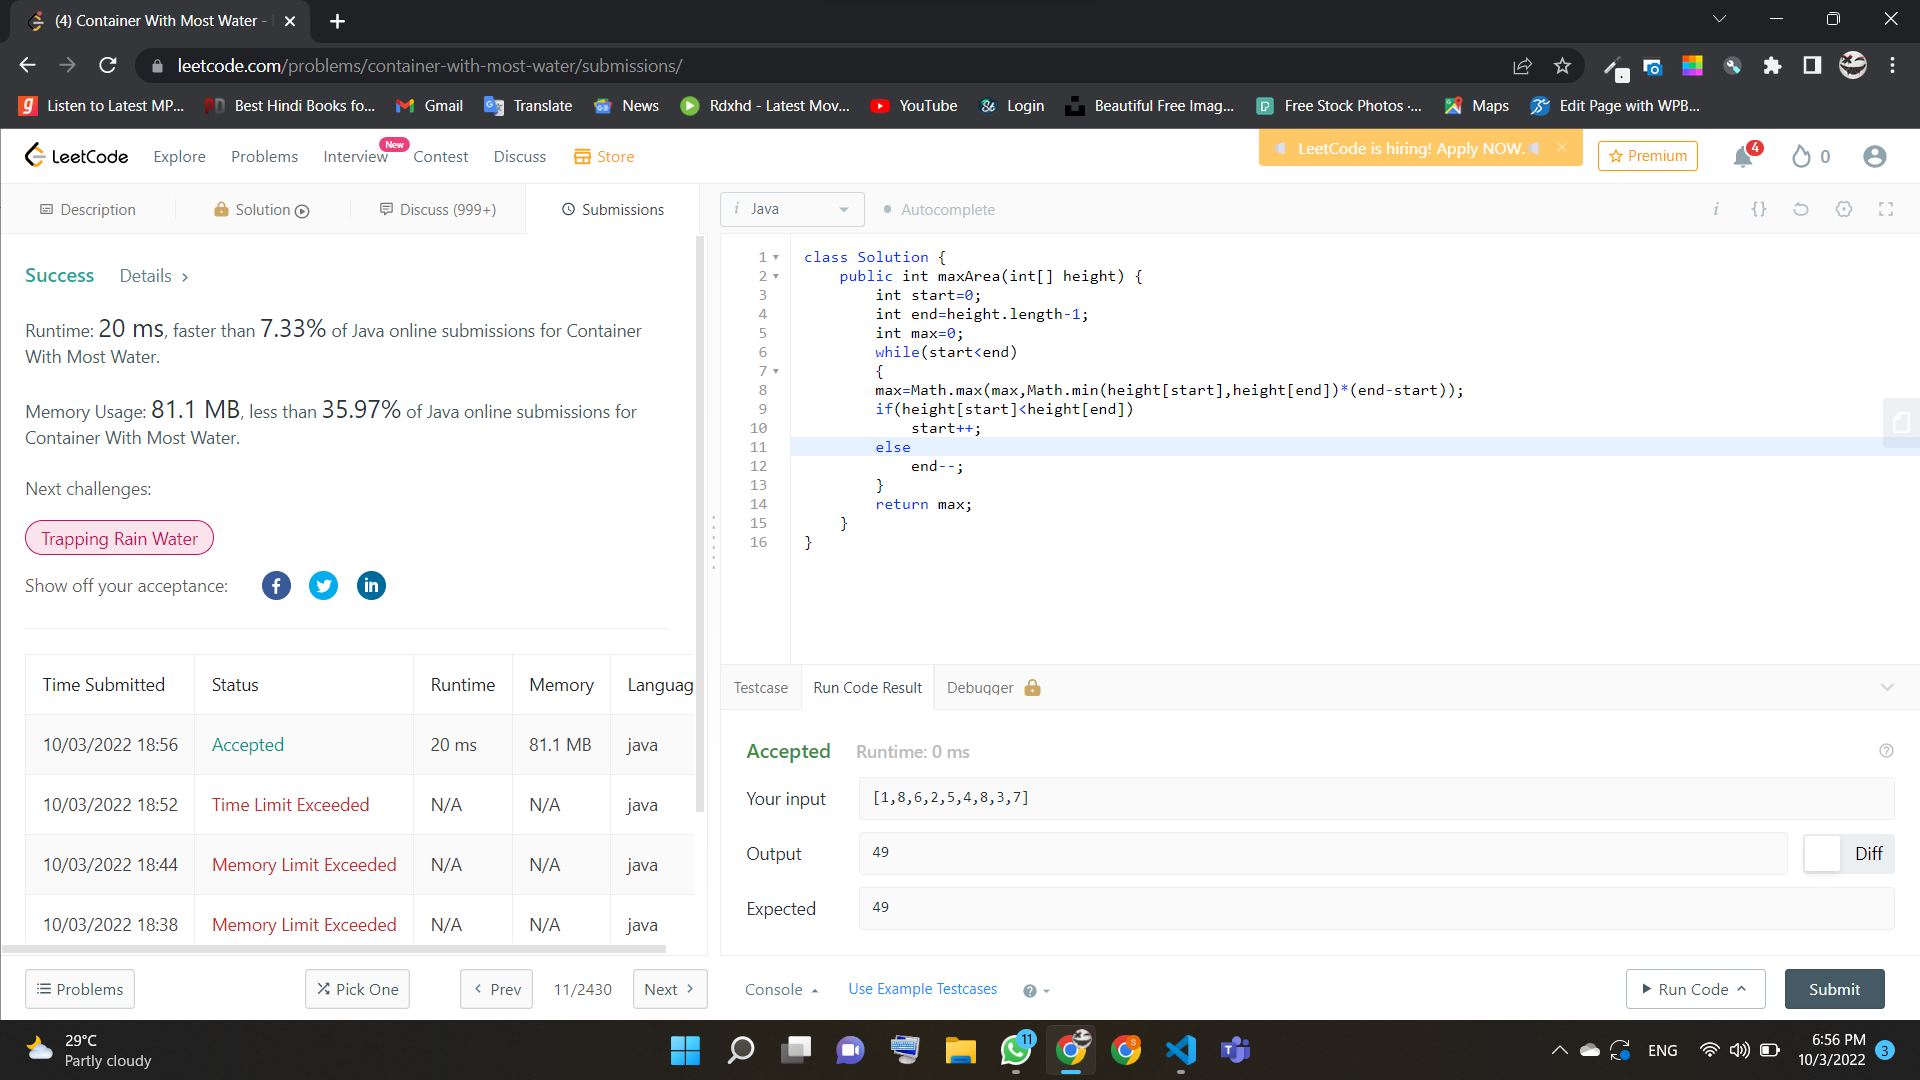 (4) Container With Most Water -
leetcode.com/problems/container-with-most-water/submissions/
Listen to Latest MP... Best Hindi Books fo... Gmail Translate News Rdxhd - Latest Mov... YouTube Login Beautiful Free Imag... Free Stock Photos ·... Maps Edit Page with WPB...
LeetCode Explore Problems Interview New Contest Discuss Store LeetCode is hiring! Apply NOW. × Premium 4 0
Description Solution Discuss (999+) Submissions
i Java Autocomplete i {}
Success Details >
Runtime: 20 ms, faster than 7.33% of Java online submissions for Container
With Most Water.
Memory Usage: 81.1 MB, less than 35.97% of Java online submissions for
Container With Most Water.
Next challenges:
Trapping Rain Water
Show off your acceptance: f in
Time Submitted Status Runtime Memory Languag
10/03/2022 18:56 Accepted 20 ms 81.1 MB java
10/03/2022 18:52 Time Limit Exceeded N/A N/A java
10/03/2022 18:44 Memory Limit Exceeded N/A N/A java
10/03/2022 18:38 Memory Limit Exceeded N/A N/A java
1 class Solution {
2 public int maxArea(int[] height) {
3 int start=0;
4 int end=height.length-1;
5 int max=0;
6 while(start<end)
7 {
8 max=Math.max(max,Math.min(height[start],height[end])*(end-start));
9 if(height[start]<height[end])
10 start++;
11 else
12 end--;
13 }
14 return max;
15 }
16 }
Testcase Run Code Result Debugger
Accepted Runtime: 0 ms
Your input [1,8,6,2,5,4,8,3,7]
Output 49 Diff
Expected 49
Problems Pick One < Prev 11/2430 Next > Console Use Example Testcases ? Run Code Submit
29°C
Partly cloudy
11
ENG
6:56 PM
10/3/2022 3